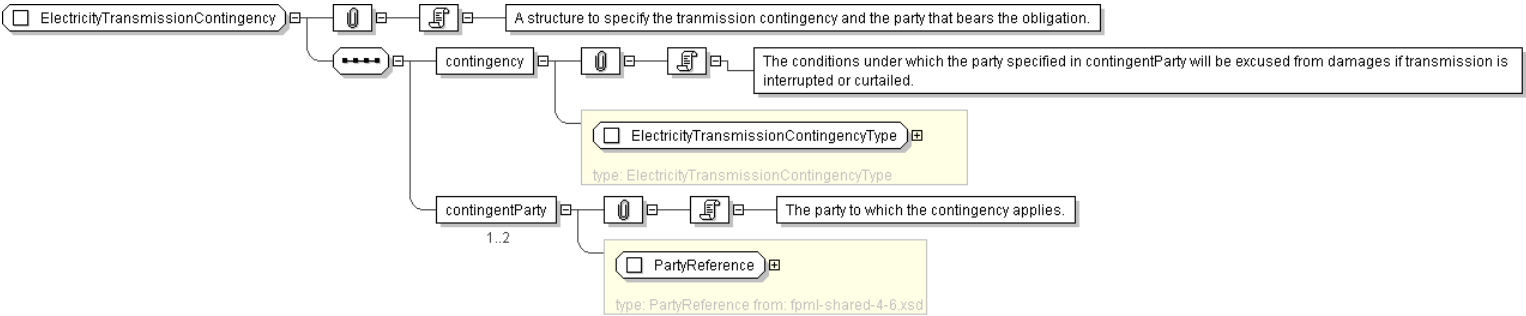 ElectricityTransmissionContingency
A structure to specify the tranmission contingency and the party that bears the obligation.
contingency
The conditions under which the party specified in contingentParty will be excused from damages if transmission is
interrupted or curtailed.
ElectricityTransmissionContingencyType
type: ElectricityTransmissionContingencyType
contingentParty
The party to which the contingency applies.
1..2
PartyReference
type: PartyReference from: fpml-shared-4-6.xsd